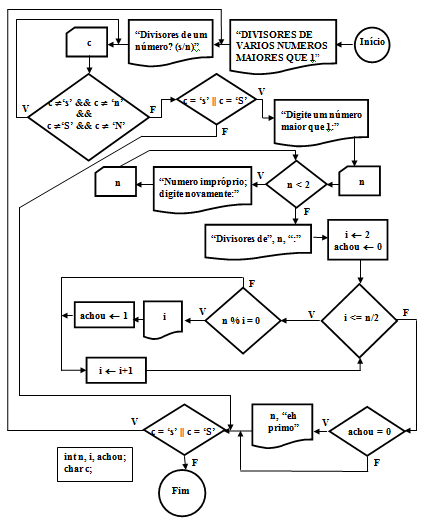 Início
“DIVISORES DE
VARIOS NUMEROS
MAIORES QUE 1”
“Divisores de um
número? (s/n)”
c
c ≠‘s’ && c ≠ ‘n’
&&
c ≠‘S’ && c ≠ ‘N’
V
F
c = ‘s’ || c = ‘S’
V
F
“Digite um número
maior que 1:”
n
n < 2
V
F
“Numero impróprio;
digite novamente:”
n
“Divisores de”, n, “:”
i ← 2
achou ← 0
i <= n/2
V
F
n % i = 0
V
F
i
achou ← 1
i ← i+1
achou = 0
V
F
n, “eh
primo”
c = ‘s’ || c = ‘S’
V
F
Fim
int n, i, achou;
char c;